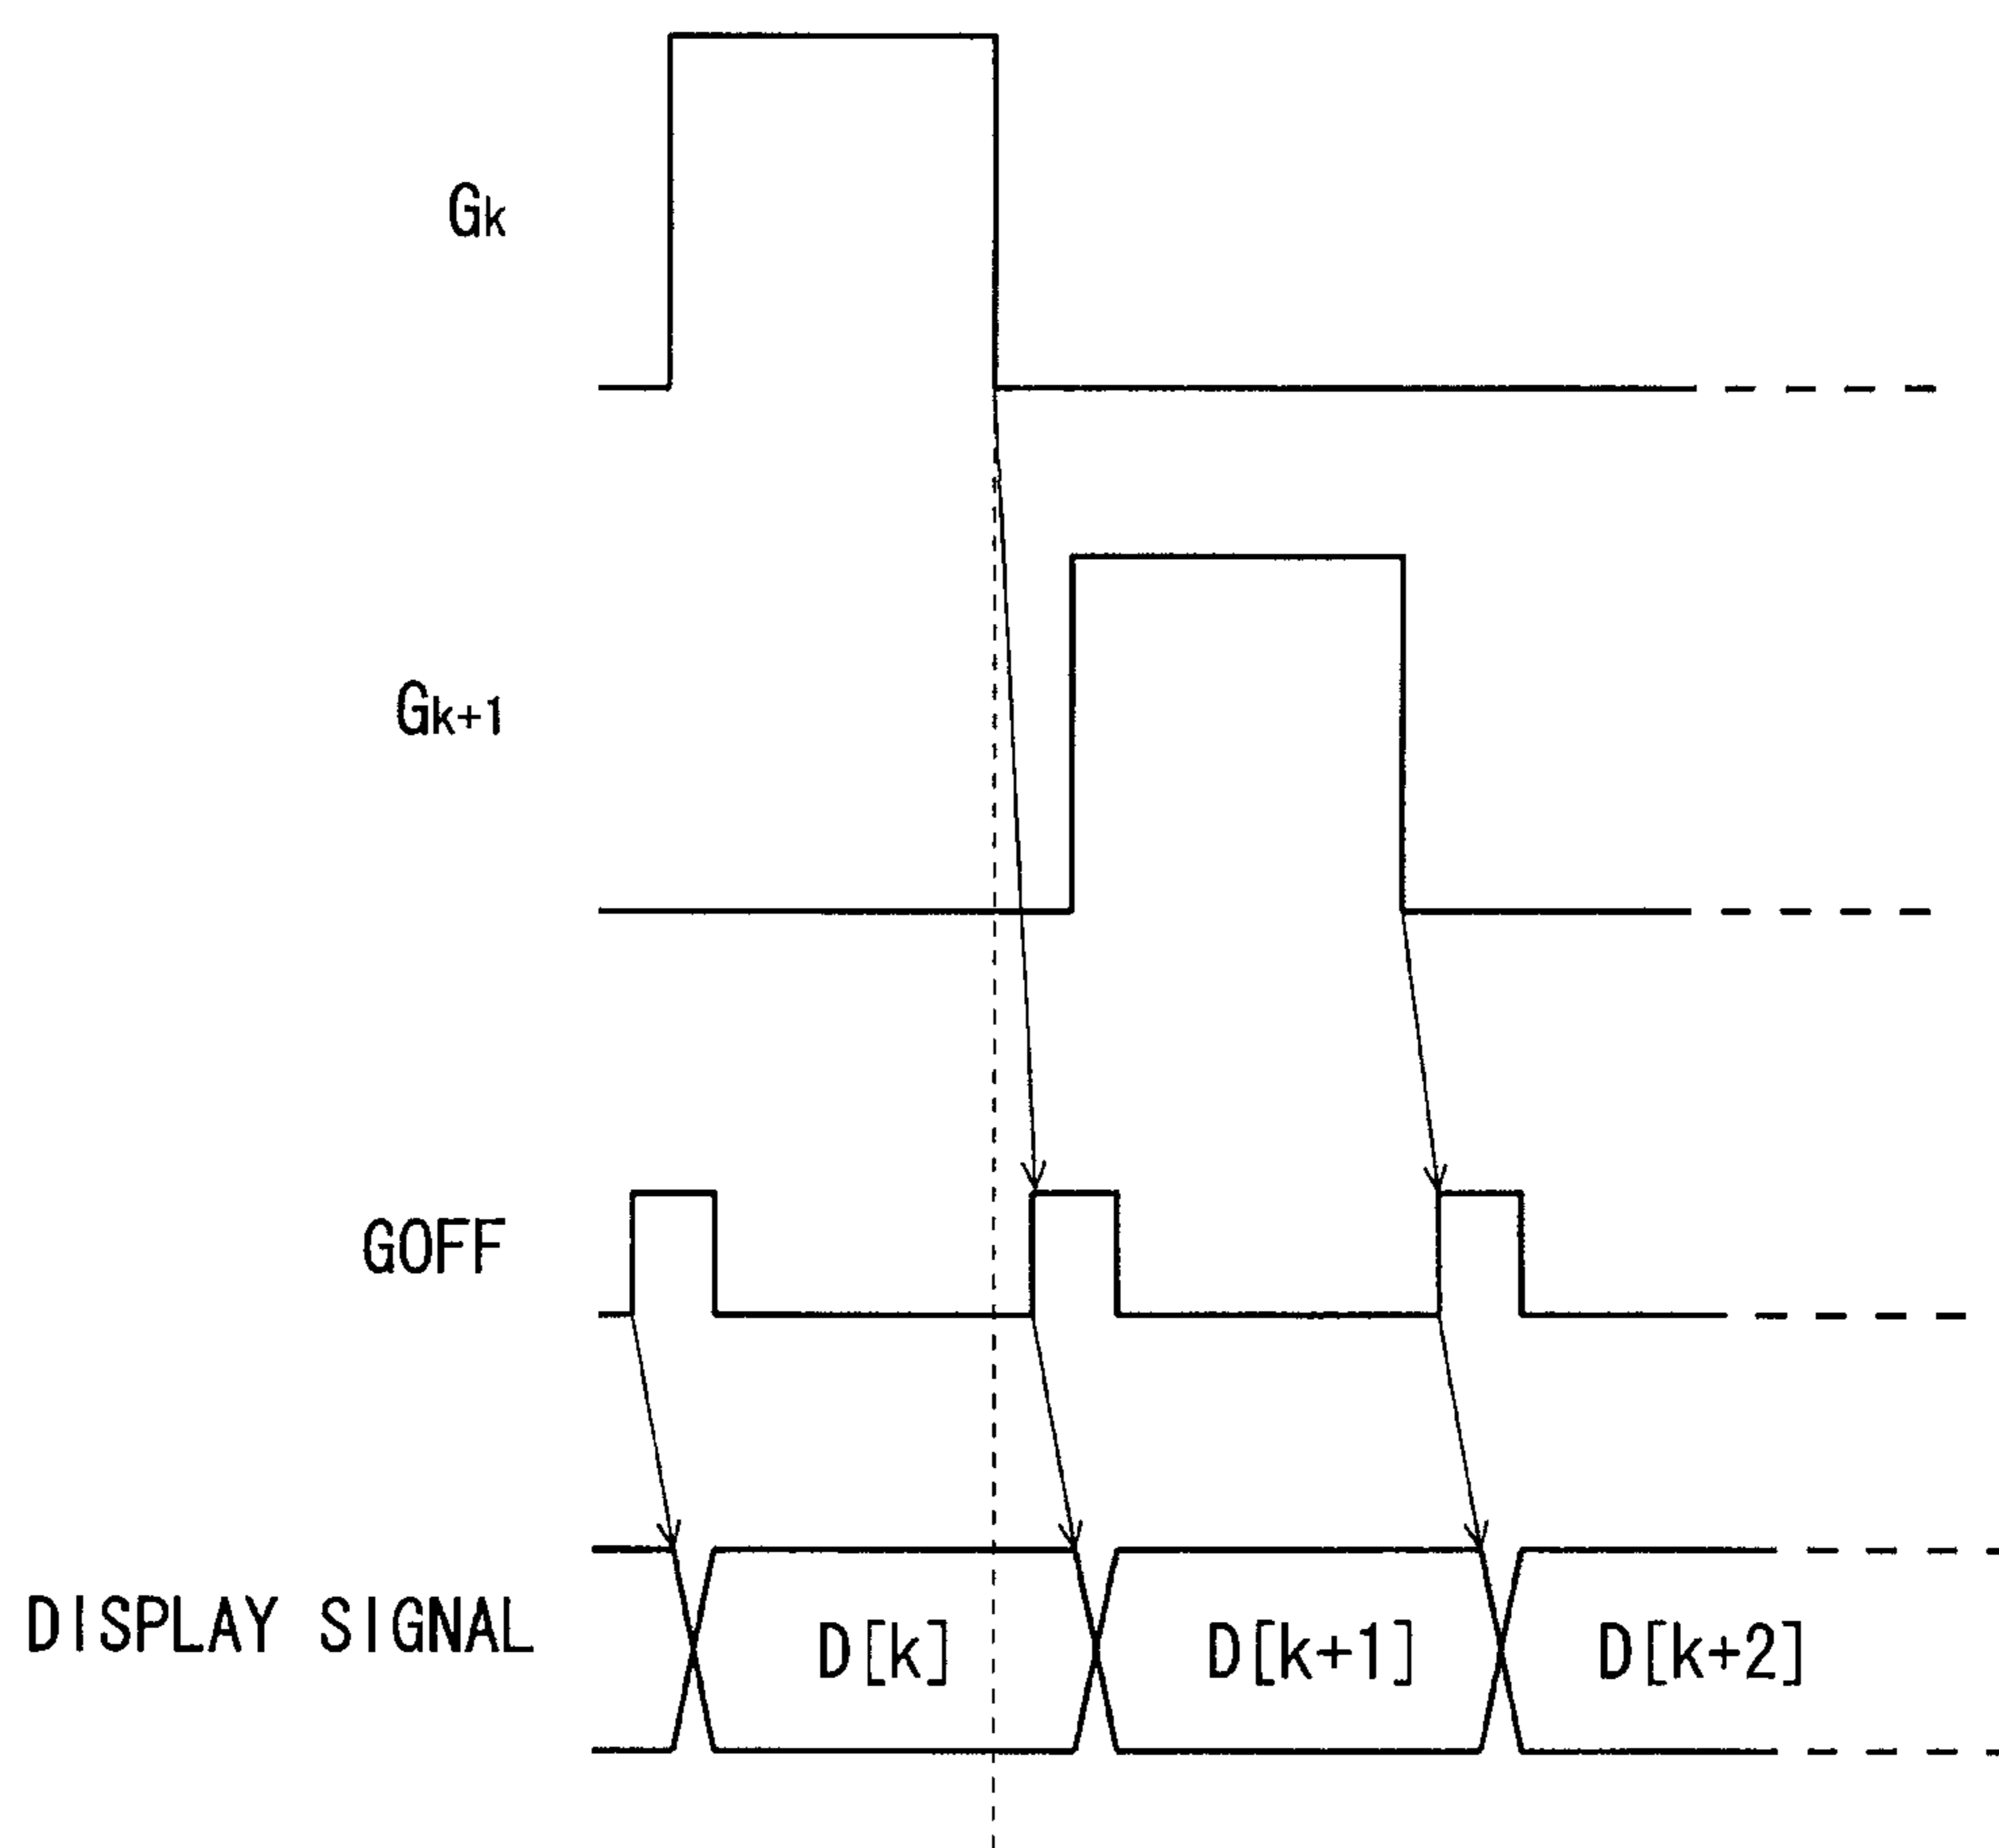 Gk
Gk+1
GOFF
DISPLAY SIGNAL
D[k]
D[k+1]
D[k+2]